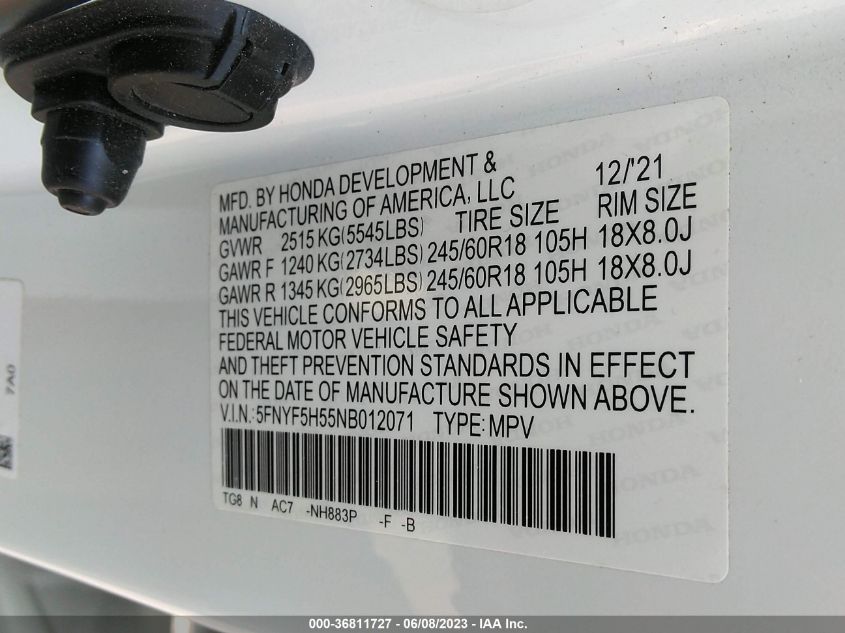 MFD. BY HONDA DEVELOPMENT & 12/'21
MANUFACTURING OF AMERICA, LLC TIRE SIZE RIM SIZE
GVWR 2515 KG(5545LBS)
GAWR F 1240 KG(2734LBS) 245/60R18 105H 18X8.0J
GAWR R 1345 KG(2965LBS) 245/60R18 105H 18X8.0J
THIS VEHICLE CONFORMS TO ALL APPLICABLE
FEDERAL MOTOR VEHICLE SAFETY
AND THEFT PREVENTION STANDARDS IN EFFECT
ON THE DATE OF MANUFACTURE SHOWN ABOVE.
V.I.N.:5FNYF5H55NB012071 TYPE:MPV
TG8 N AC7 -NH883P -F -B
7A0
000-36811727 - 06/08/2023 - IAA Inc.